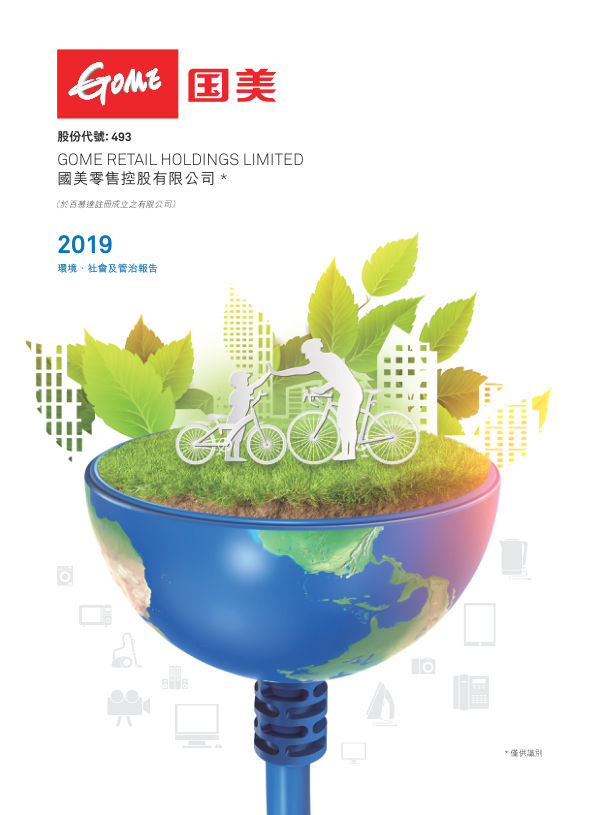 GOME 国美
股份代號: 493
GOME RETAIL HOLDINGS LIMITED
國美零售控股有限公司 *
(於百慕達註冊成立之有限公司)
2019
環境、社會及管治報告
* 僅供識別